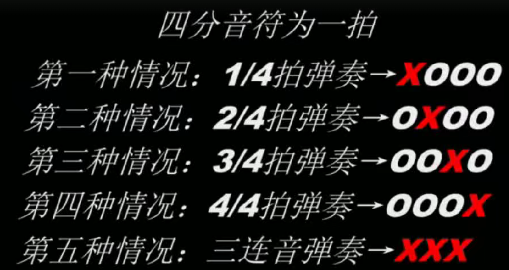 四分音符为一拍
第一种情况：1/4拍弹奏→XOOO
第二种情况：2/4拍弹奏→OXOO
第三种情况：3/4拍弹奏→OOXO
第四种情况：4/4拍弹奏→OOOX
第五种情况：三连音弹奏→XXX